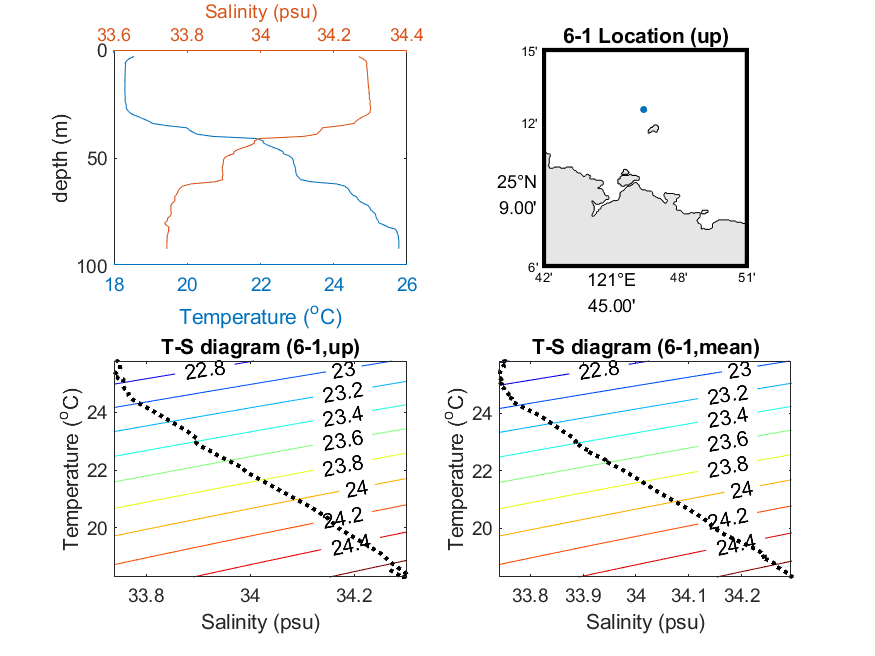 Salinity (psu)
33.6 33.8 34 34.2 34.4
0
50
100
depth (m)
18 20 22 24 26
Temperature (°C)
6-1 Location (up)
15'
12'
25°N
9.00'
6'
42' 121°E 48' 51'
45.00'
T-S diagram (6-1,up)
22.8 23
23.2
23.4
23.6
23.8
24
24.2
24.4
24
22
20
Temperature (°C)
33.8 34 34.2
Salinity (psu)
T-S diagram (6-1,mean)
22.8 23
23.2
23.4
23.6
23.8
24
24.2
24.4
24
22
20
Temperature (°C)
33.8 33.9 34 34.1 34.2
Salinity (psu)